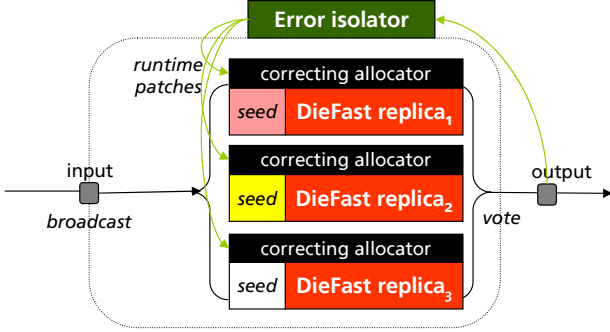 Error isolator
runtime
patches
correcting allocator
seed DieFast replica₁
input
broadcast
correcting allocator
seed DieFast replica₂
output
vote
correcting allocator
seed DieFast replica₃